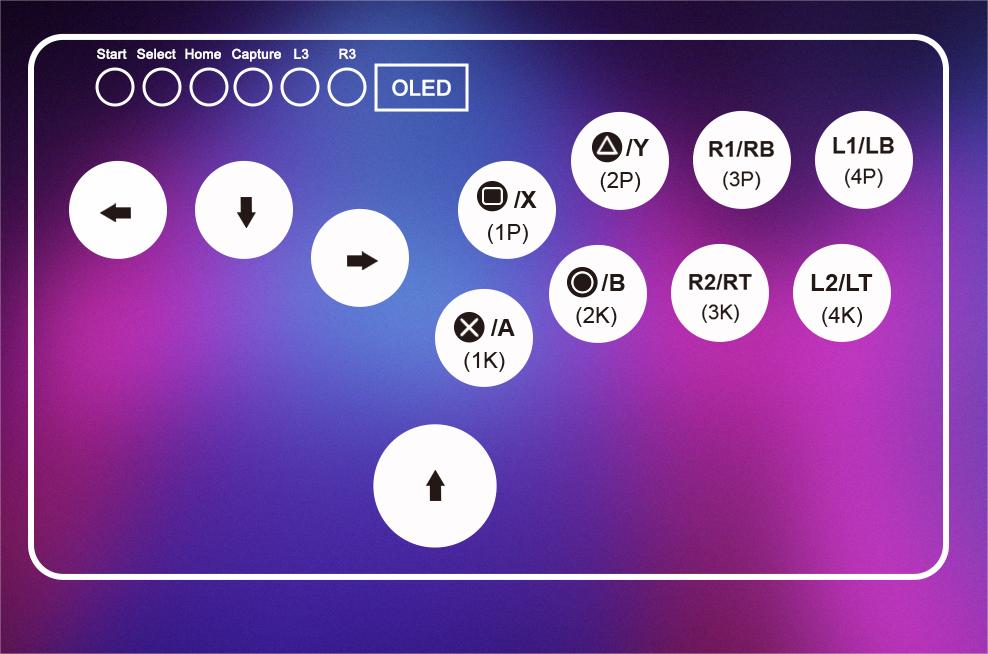 Start Select Home Capture L3 R3
OLED
/Y
(2P)
R1/RB
(3P)
L1/LB
(4P)
/X
(1P)
/B
(2K)
R2/RT
(3K)
L2/LT
(4K)
/A
(1K)